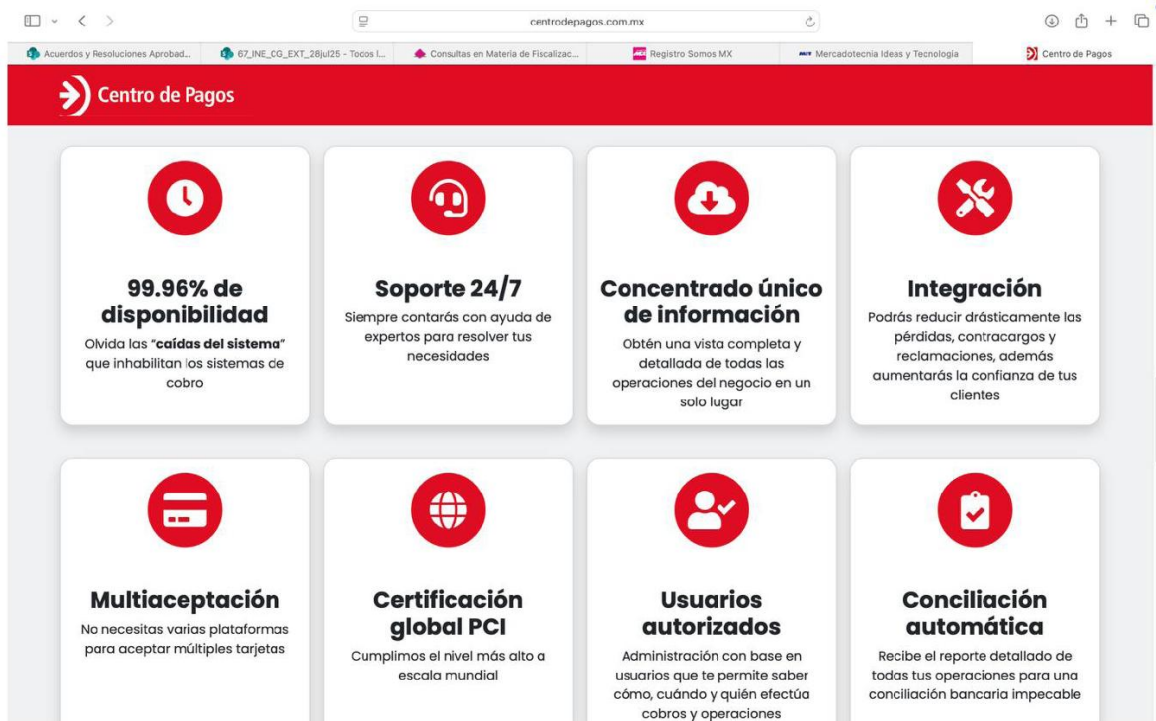 centrodepagos.com.mx
Acuerdos y Resoluciones Aprobad...
67_INE_CG_EXT_28jul25 - Tocos l...
Consultas en Materia de Fiscalizac...
Registro Somos MX
Mercadotecnia Ideas y Tecnologia
Centro de Pagos
Centro de Pagos
99.96% de
disponibilidad
Olvida las "caídas del sistema"
que inhabilitan los sistemas de
cobro
Soporte 24/7
Siempre contarás con ayuda de
expertos para resolver tus
necesidades
Concentrado único
de información
Obtén una vista completa y
detallada de todas las
operaciones del negocio en un
solo lugar
Integración
Podrás reducir drásticamente las
pérdidas, contracargos y
reclamaciones, además
aumentarás la confianza de tus
clientes
Multiaceptación
No necesitas varias plataformas
para aceptar múltiples tarjetas
Certificación
global PCI
Cumplimos el nivel más alto a
escala mundial
Usuarios
autorizados
Administración con base en
usuarios que te permite saber
cómo, cuándo y quién efectúa
cobros y operaciones
Conciliación
automática
Recibe el reporte detallado de
todas tus operaciones para una
conciliación bancaria impecable